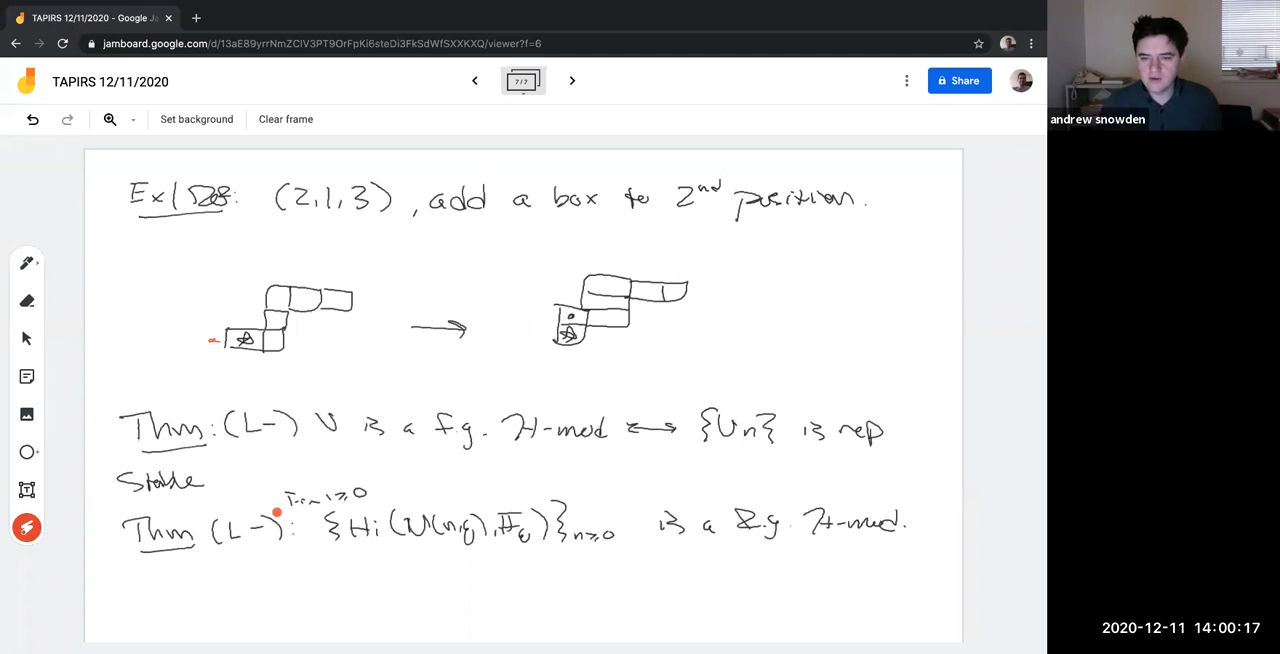 TAPIRS 12/11/2020 - Google Ja
jamboard.google.com/d/13aE89yrrNmZClV3PT9OrFpKi6steDi3FkSdWfSXXKXQ/viewer?f=6
TAPIRS 12/11/2020
7/7
Share
Set background
Clear frame
andrew snowden
(2,1,3), add a box to 2nd position.
Thm: (L-) V is a f.g. H-mod ↔ {Vn} is rep
stable
i ≥ 0
Thm (L-): {Hi(U(n,q), Fq)}n≥0 is a f.g. H-mod.
2020-12-11 14:00:17